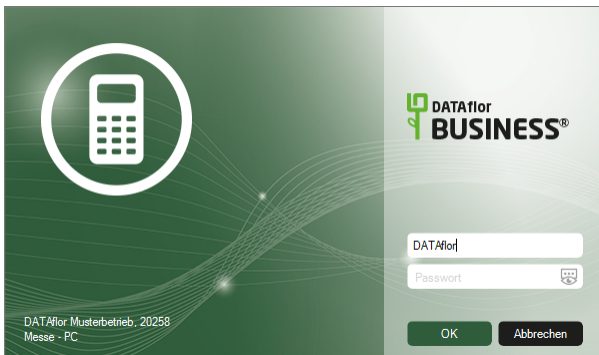 DATAflor
BUSINESS®
DATAflor
Passwort
DATAflor Musterbetrieb, 20258
Messe - PC
OK
Abbrechen